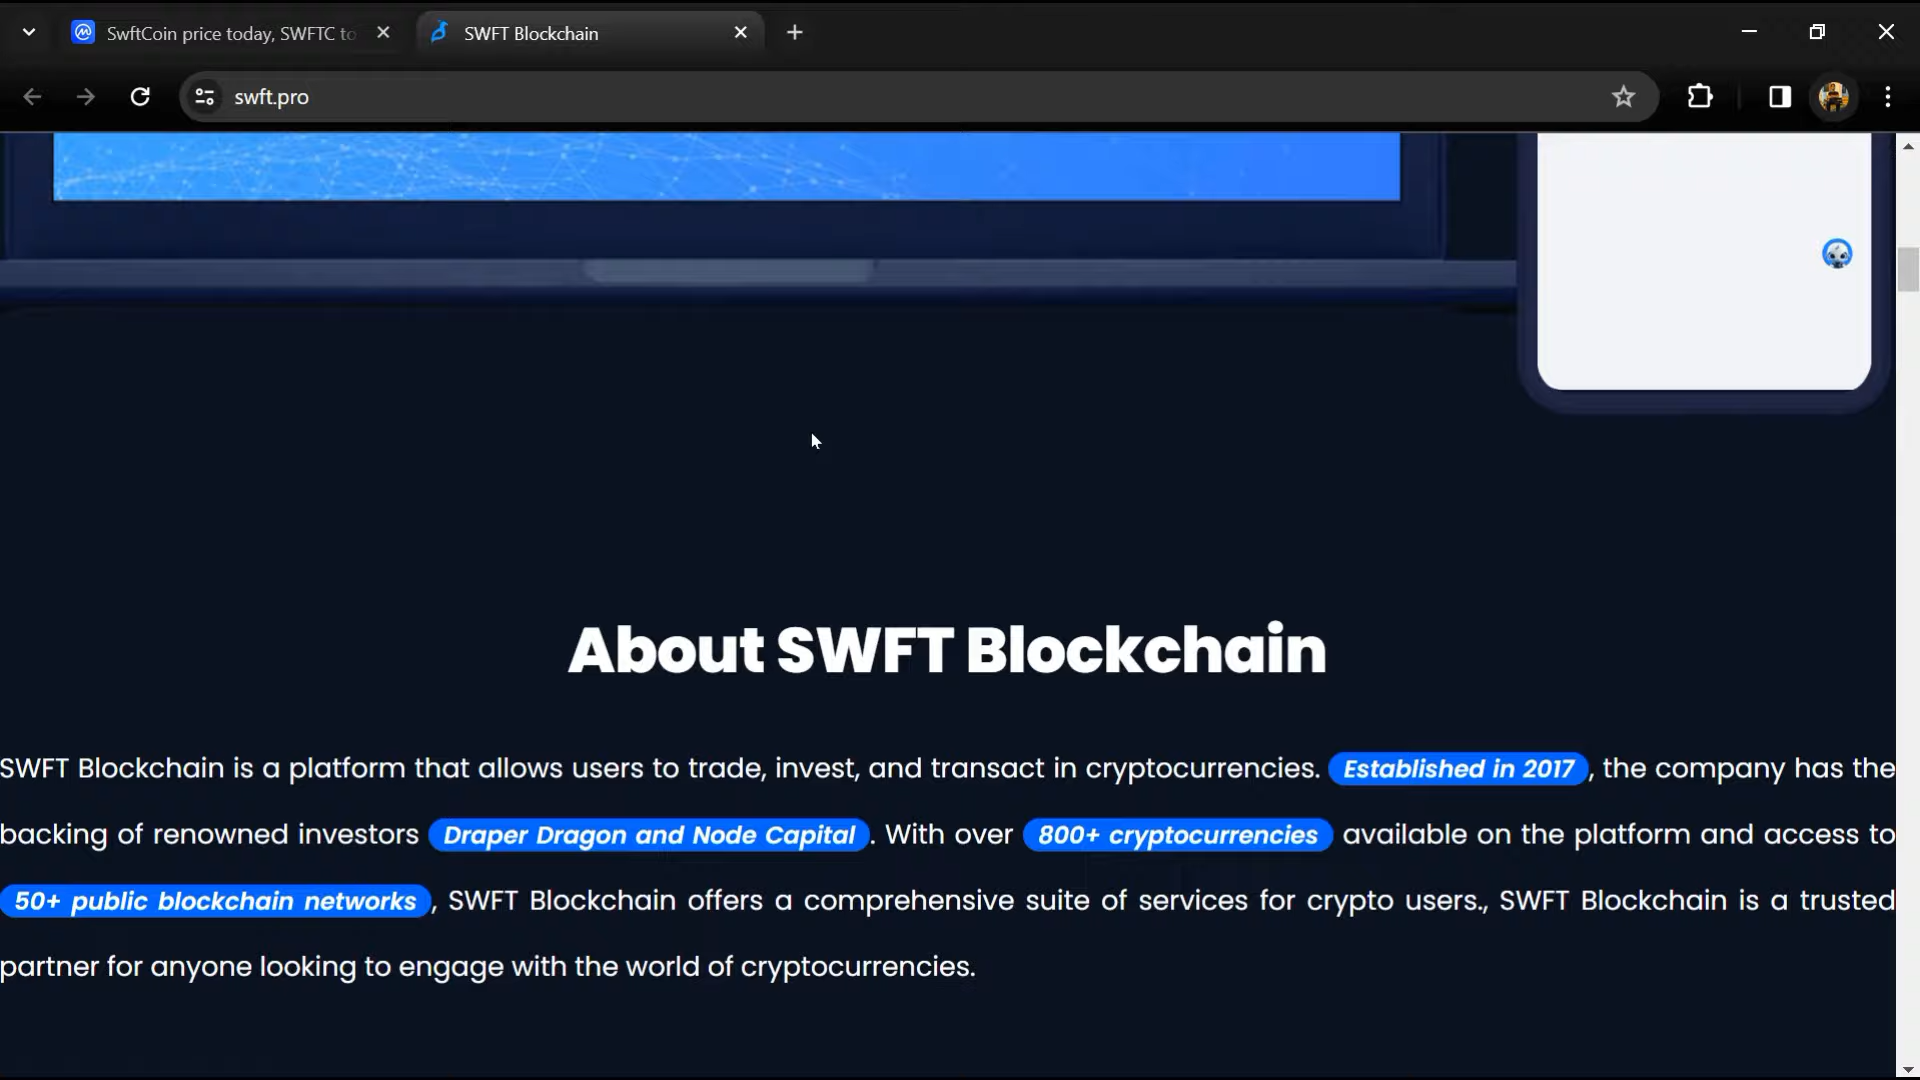 SwftCoin price today, SWFTC to
SWFT Blockchain
swft.pro
About SWFT Blockchain
SWFT Blockchain is a platform that allows users to trade, invest, and transact in cryptocurrencies. Established in 2017, the company has the
backing of renowned investors Draper Dragon and Node Capital. With over 800+ cryptocurrencies available on the platform and access to
50+ public blockchain networks, SWFT Blockchain offers a comprehensive suite of services for crypto users., SWFT Blockchain is a trusted
partner for anyone looking to engage with the world of cryptocurrencies.